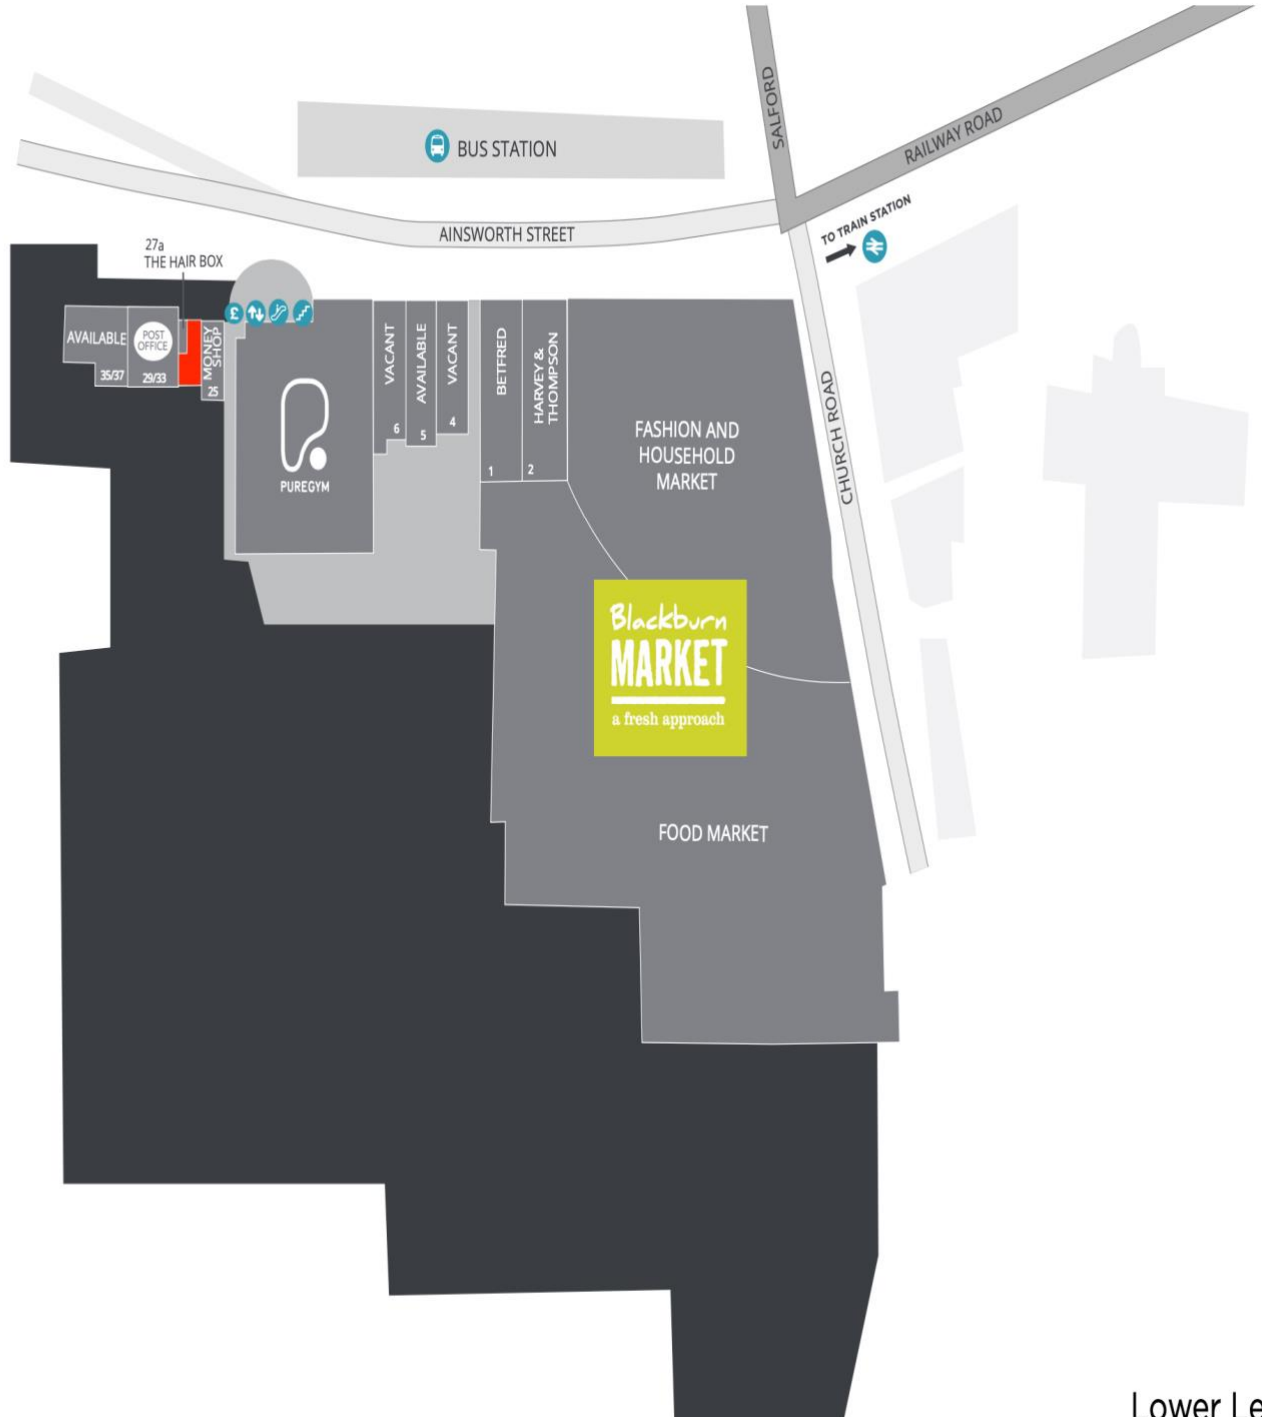 SALFORD
RAILWAY ROAD
BUS STATION
AINSWORTH STREET
TO TRAIN STATION
27a
THE HAIR BOX
AVAILABLE
35/37
POST
OFFICE
29/33
MONEY
SHOP
25
£
PUREGYM
VACANT
6
AVAILABLE
5
VACANT
4
BETFRED
1
HARVEY &
THOMPSON
2
FASHION AND
HOUSEHOLD
MARKET
CHURCH ROAD
Blackburn
MARKET
a fresh approach
FOOD MARKET
Lower Le